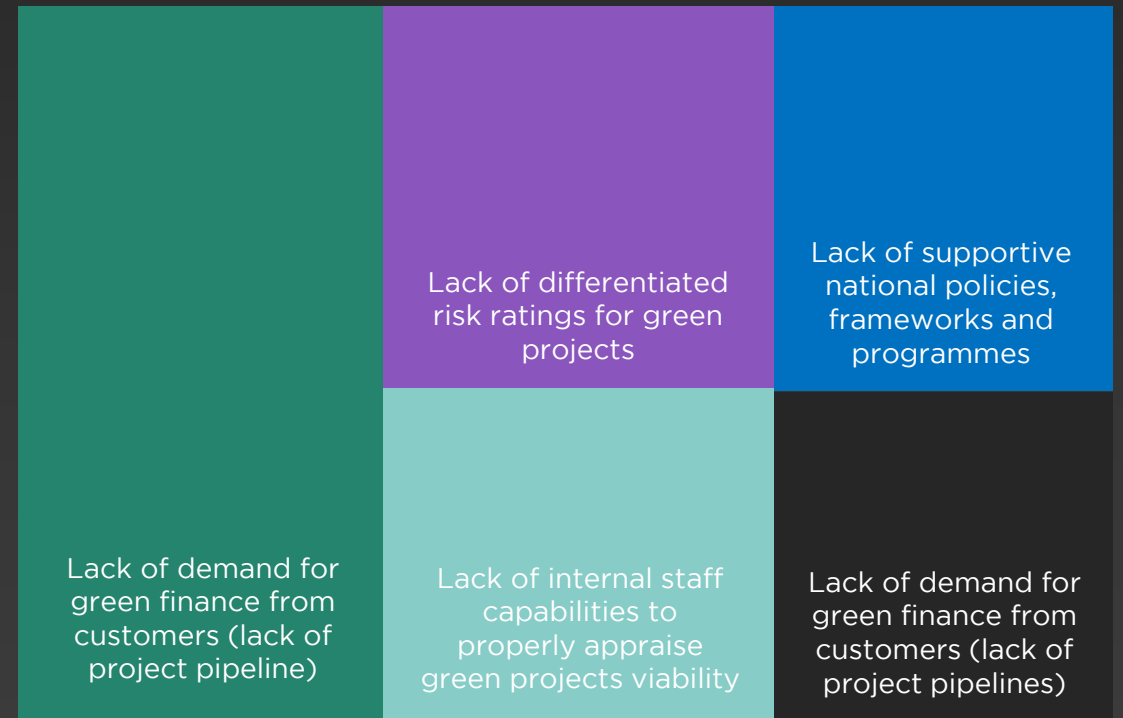 Lack of demand for
green finance from
customers (lack of
project pipeline)
Lack of differentiated
risk ratings for green
projects
Lack of internal staff
capabilities to
properly appraise
green projects viability
Lack of supportive
national policies,
frameworks and
programmes
Lack of demand for
green finance from
customers (lack of
project pipelines)